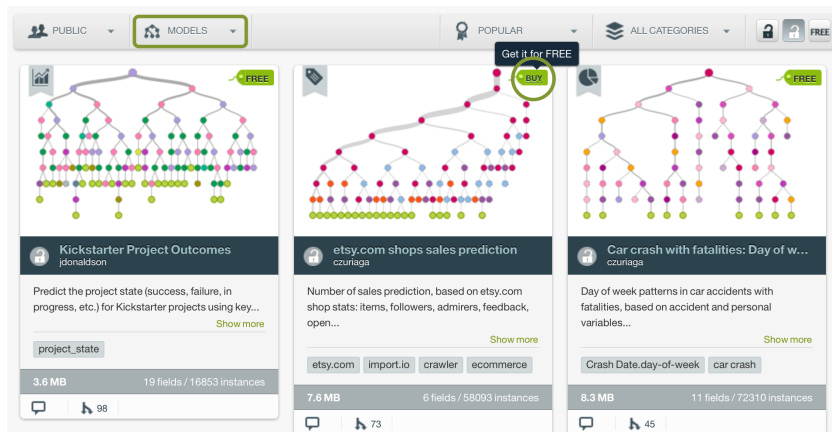 PUBLIC
MODELS
POPULAR
ALL CATEGORIES
FREE
Get it for FREE
FREE
BUY
FREE
Kickstarter Project Outcomes
jdonaldson
Predict the project state (success, failure, in
progress, etc.) for Kickstarter projects using key...
Show more
project_state
3.6 MB
19 fields / 16853 instances
98
etsy.com shops sales prediction
czuriaga
Number of sales prediction, based on etsy.com
shop stats: items, followers, admirers, feedback,
open...
Show more
etsy.com
import.io
crawler
ecommerce
7.6 MB
6 fields / 58093 instances
73
Car crash with fatalities: Day of w...
czuriaga
Day of week patterns in car accidents with
fatalities, based on accident and personal
variables...
Show more
Crash Date.day-of-week
car crash
8.3 MB
11 fields / 72310 instances
45